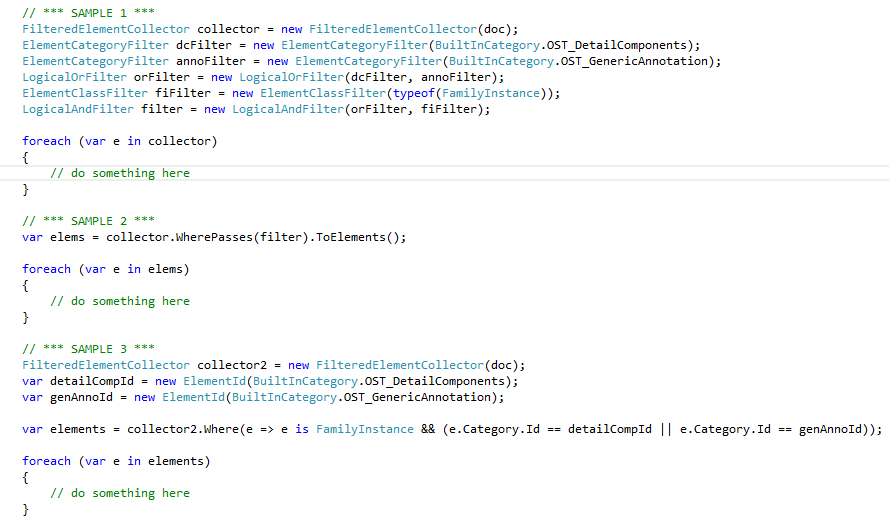 // *** SAMPLE 1 ***
FilteredElementCollector collector = new FilteredElementCollector(doc);
ElementCategoryFilter dcFilter = new ElementCategoryFilter(BuiltInCategory.OST_DetailComponents);
ElementCategoryFilter annoFilter = new ElementCategoryFilter(BuiltInCategory.OST_GenericAnnotation);
LogicalOrFilter orFilter = new LogicalOrFilter(dcFilter, annoFilter);
ElementClassFilter fiFilter = new ElementClassFilter(typeof(FamilyInstance));
LogicalAndFilter filter = new LogicalAndFilter(orFilter, fiFilter);

foreach (var e in collector)
{
    // do something here
}

// *** SAMPLE 2 ***
var elems = collector.WherePasses(filter).ToElements();

foreach (var e in elems)
{
    // do something here
}

// *** SAMPLE 3 ***
FilteredElementCollector collector2 = new FilteredElementCollector(doc);
var detailCompId = new ElementId(BuiltInCategory.OST_DetailComponents);
var genAnnoId = new ElementId(BuiltInCategory.OST_GenericAnnotation);

var elements = collector2.Where(e => e is FamilyInstance && (e.Category.Id == detailCompId || e.Category.Id == genAnnoId));

foreach (var e in elements)
{
    // do something here
}